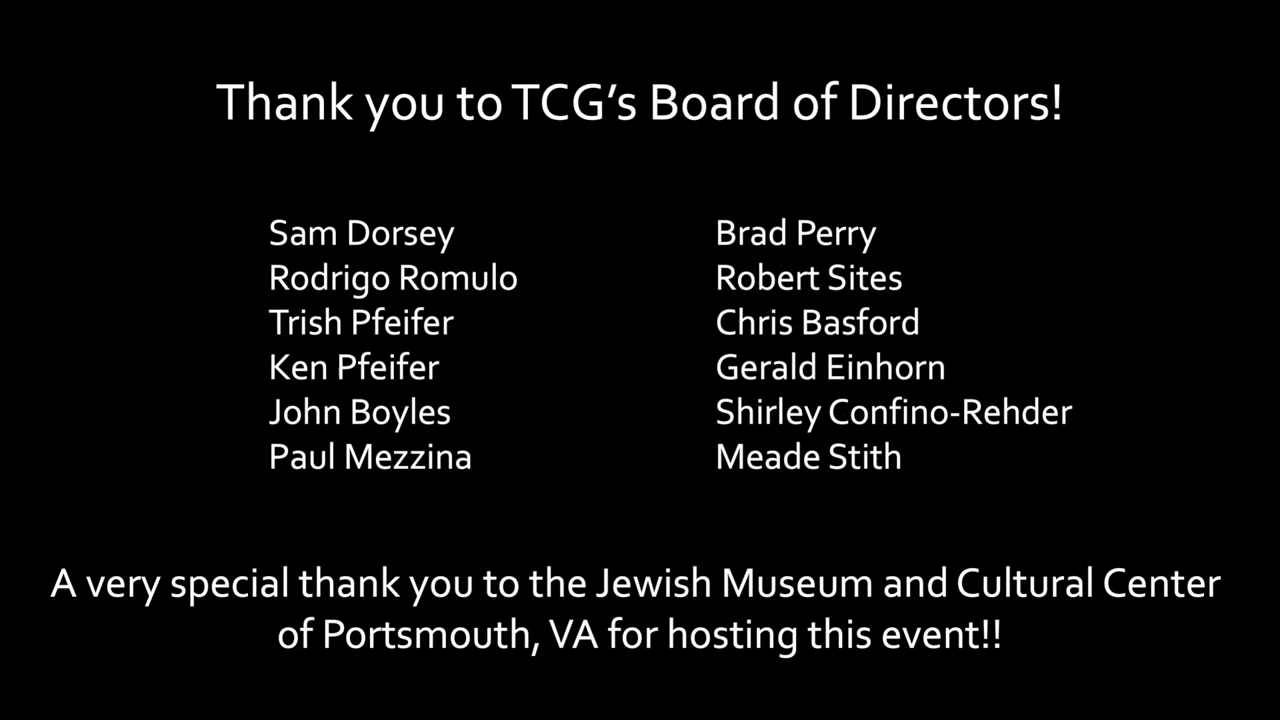 Thank you to TCG's Board of Directors!
Sam Dorsey
Rodrigo Romulo
Trish Pfeifer
Ken Pfeifer
John Boyles
Paul Mezzina
Brad Perry
Robert Sites
Chris Basford
Gerald Einhorn
Shirley Confino-Rehder
Meade Stith
A very special thank you to the Jewish Museum and Cultural Center
of Portsmouth, VA for hosting this event!!